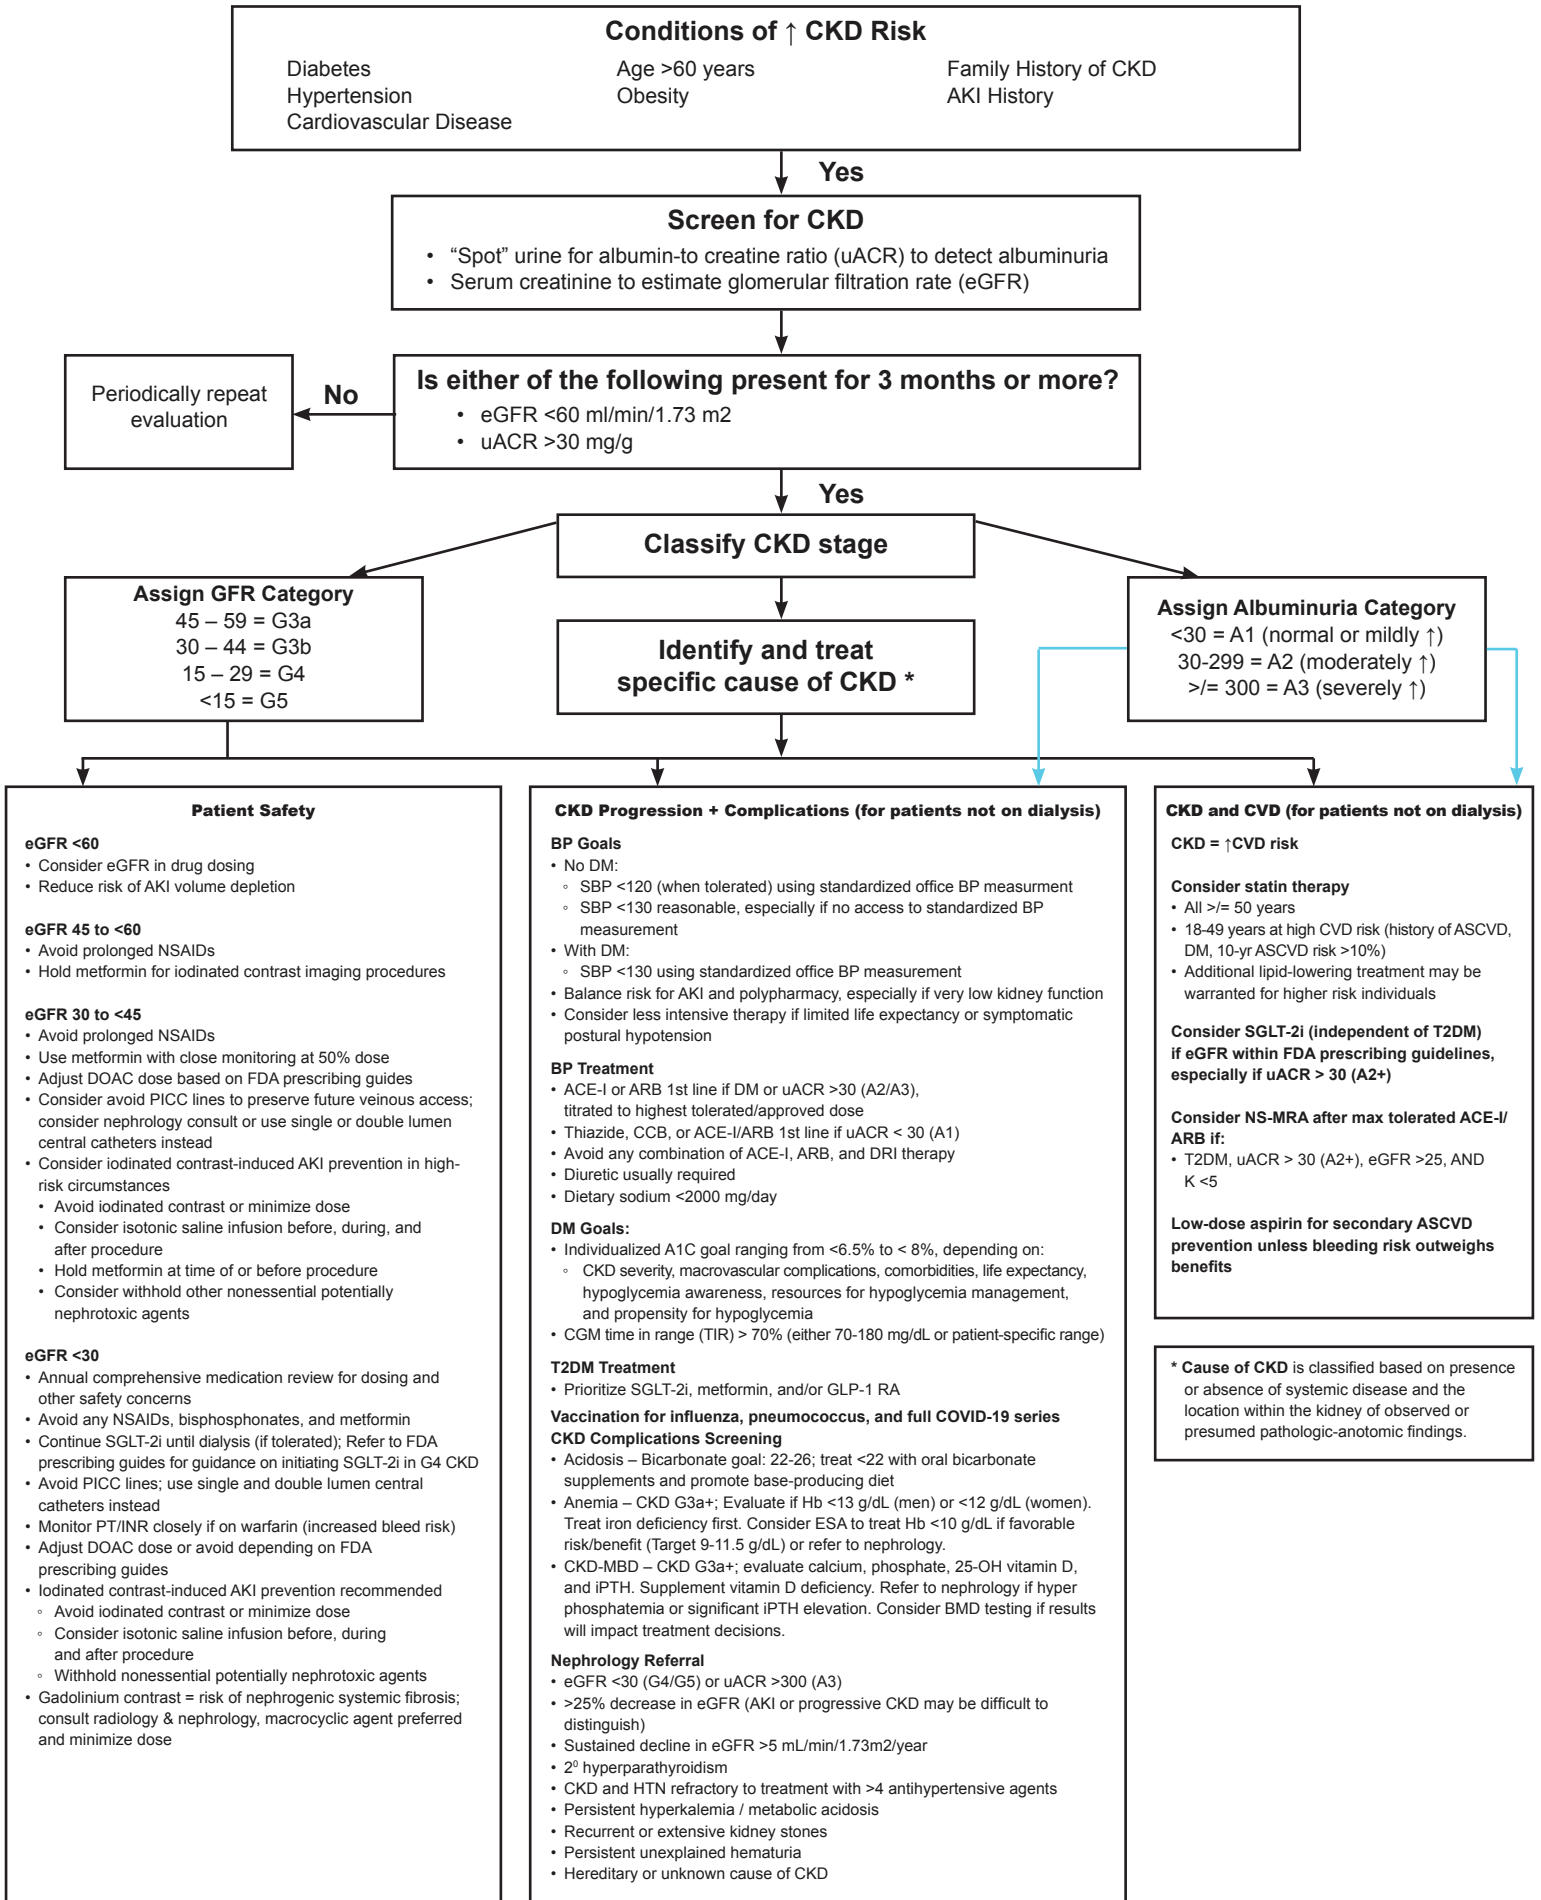 Conditions of ↑ CKD Risk
Diabetes
Hypertension
Cardiovascular Disease
Age >60 years
Obesity
Family History of CKD
AKI History
Yes
Screen for CKD
• “Spot” urine for albumin-to creatine ratio (uACR) to detect albuminuria
• Serum creatinine to estimate glomerular filtration rate (eGFR)
Is either of the following present for 3 months or more?
• eGFR <60 ml/min/1.73 m2
• uACR >30 mg/g
No
Periodically repeat
evaluation
Yes
Classify CKD stage
Assign GFR Category
45 – 59 = G3a
30 – 44 = G3b
15 – 29 = G4
<15 = G5
Identify and treat
specific cause of CKD *
Assign Albuminuria Category
<30 = A1 (normal or mildly ↑)
30-299 = A2 (moderately ↑)
>/= 300 = A3 (severely ↑)
Patient Safety
eGFR <60
• Consider eGFR in drug dosing
• Reduce risk of AKI volume depletion
eGFR 45 to <60
• Avoid prolonged NSAIDs
• Hold metformin for iodinated contrast imaging procedures
eGFR 30 to <45
• Avoid prolonged NSAIDs
• Use metformin with close monitoring at 50% dose
• Adjust DOAC dose based on FDA prescribing guides
• Consider avoid PICC lines to preserve future veinous access;
consider nephrology consult or use single or double lumen
central catheters instead
• Consider iodinated contrast-induced AKI prevention in high-
risk circumstances
• Avoid iodinated contrast or minimize dose
• Consider isotonic saline infusion before, during, and
after procedure
• Hold metformin at time of or before procedure
• Consider withhold other nonessential potentially
nephrotoxic agents
eGFR <30
• Annual comprehensive medication review for dosing and
other safety concerns
• Avoid any NSAIDs, bisphosphonates, and metformin
• Continue SGLT-2i until dialysis (if tolerated); Refer to FDA
prescribing guides for guidance on initiating SGLT-2i in G4 CKD
• Avoid PICC lines; use single and double lumen central
catheters instead
• Monitor PT/INR closely if on warfarin (increased bleed risk)
• Adjust DOAC dose or avoid depending on FDA
prescribing guides
• Iodinated contrast-induced AKI prevention recommended
◦ Avoid iodinated contrast or minimize dose
◦ Consider isotonic saline infusion before, during
and after procedure
◦ Withhold nonessential potentially nephrotoxic agents
• Gadolinium contrast = risk of nephrogenic systemic fibrosis;
consult radiology & nephrology, macrocyclic agent preferred
and minimize dose
CKD Progression + Complications (for patients not on dialysis)
BP Goals
• No DM:
◦ SBP <120 (when tolerated) using standardized office BP measurment
◦ SBP <130 reasonable, especially if no access to standardized BP
measurement
• With DM:
◦ SBP <130 using standardized office BP measurement
• Balance risk for AKI and polypharmacy, especially if very low kidney function
• Consider less intensive therapy if limited life expectancy or symptomatic
postural hypotension
BP Treatment
• ACE-I or ARB 1st line if DM or uACR >30 (A2/A3),
titrated to highest tolerated/approved dose
• Thiazide, CCB, or ACE-I/ARB 1st line if uACR < 30 (A1)
• Avoid any combination of ACE-I, ARB, and DRI therapy
• Diuretic usually required
• Dietary sodium <2000 mg/day
DM Goals:
• Individualized A1C goal ranging from <6.5% to < 8%, depending on:
◦ CKD severity, macrovascular complications, comorbidities, life expectancy,
hypoglycemia awareness, resources for hypoglycemia management,
and propensity for hypoglycemia
• CGM time in range (TIR) > 70% (either 70-180 mg/dL or patient-specific range)
T2DM Treatment
• Prioritize SGLT-2i, metformin, and/or GLP-1 RA
Vaccination for influenza, pneumococcus, and full COVID-19 series
CKD Complications Screening
• Acidosis – Bicarbonate goal: 22-26; treat <22 with oral bicarbonate
supplements and promote base-producing diet
• Anemia – CKD G3a+; Evaluate if Hb <13 g/dL (men) or <12 g/dL (women).
Treat iron deficiency first. Consider ESA to treat Hb <10 g/dL if favorable
risk/benefit (Target 9-11.5 g/dL) or refer to nephrology.
• CKD-MBD – CKD G3a+; evaluate calcium, phosphate, 25-OH vitamin D,
and iPTH. Supplement vitamin D deficiency. Refer to nephrology if hyper
phosphatemia or significant iPTH elevation. Consider BMD testing if results
will impact treatment decisions.
Nephrology Referral
• eGFR <30 (G4/G5) or uACR >300 (A3)
• >25% decrease in eGFR (AKI or progressive CKD may be difficult to
distinguish)
• Sustained decline in eGFR >5 mL/min/1.73m2/year
• 2⁰ hyperparathyroidism
• CKD and HTN refractory to treatment with >4 antihypertensive agents
• Persistent hyperkalemia / metabolic acidosis
• Recurrent or extensive kidney stones
• Persistent unexplained hematuria
• Hereditary or unknown cause of CKD
CKD and CVD (for patients not on dialysis)
CKD = ↑CVD risk
Consider statin therapy
• All >/= 50 years
• 18-49 years at high CVD risk (history of ASCVD,
DM, 10-yr ASCVD risk >10%)
• Additional lipid-lowering treatment may be
warranted for higher risk individuals
Consider SGLT-2i (independent of T2DM)
if eGFR within FDA prescribing guidelines,
especially if uACR > 30 (A2+)
Consider NS-MRA after max tolerated ACE-I/
ARB if:
• T2DM, uACR > 30 (A2+), eGFR >25, AND
K <5
Low-dose aspirin for secondary ASCVD
prevention unless bleeding risk outweighs
benefits
* Cause of CKD is classified based on presence
or absence of systemic disease and the
location within the kidney of observed or
presumed pathologic-anotomic findings.